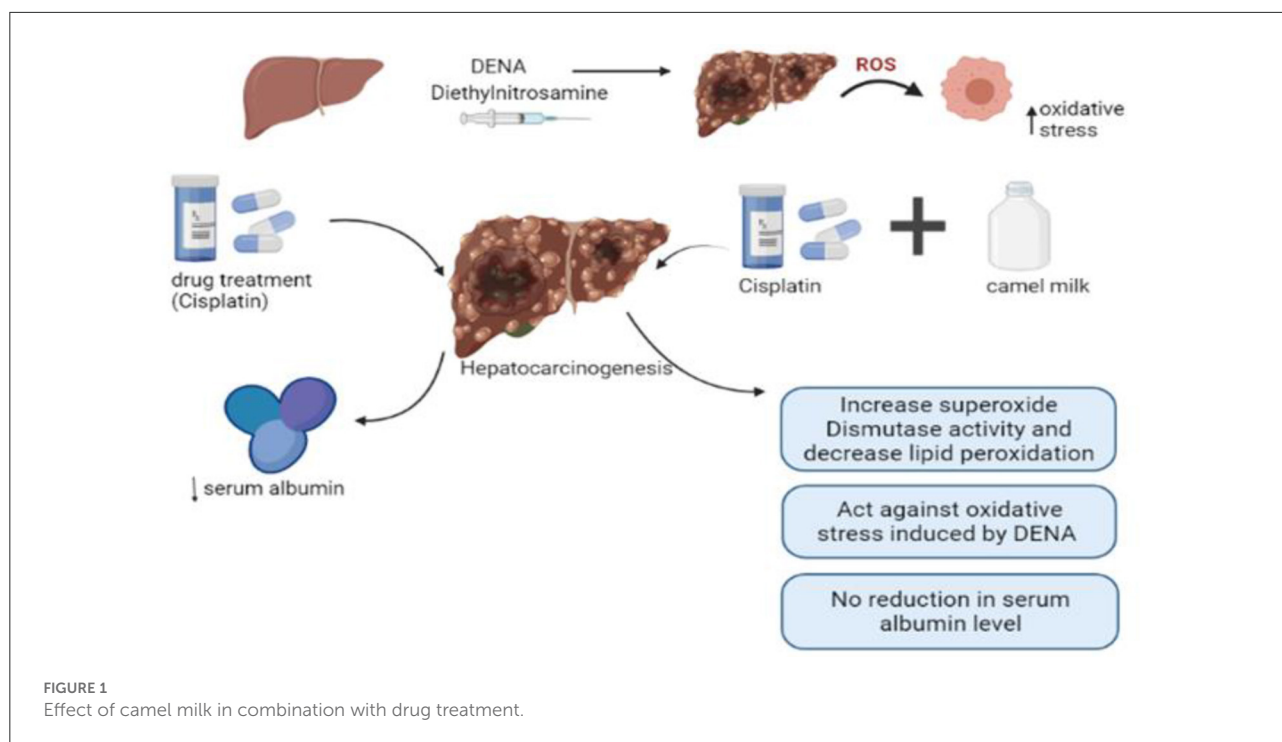 DENA
Diethylnitrosamine
ROS
↑oxidative
stress
drug treatment
(Cisplatin)
Cisplatin
camel milk
Hepatocarcinogenesis
↓ serum albumin
Increase superoxide
Dismutase activity and
decrease lipid peroxidation
Act against oxidative
stress induced by DENA
No reduction in serum
albumin level
FIGURE 1
Effect of camel milk in combination with drug treatment.